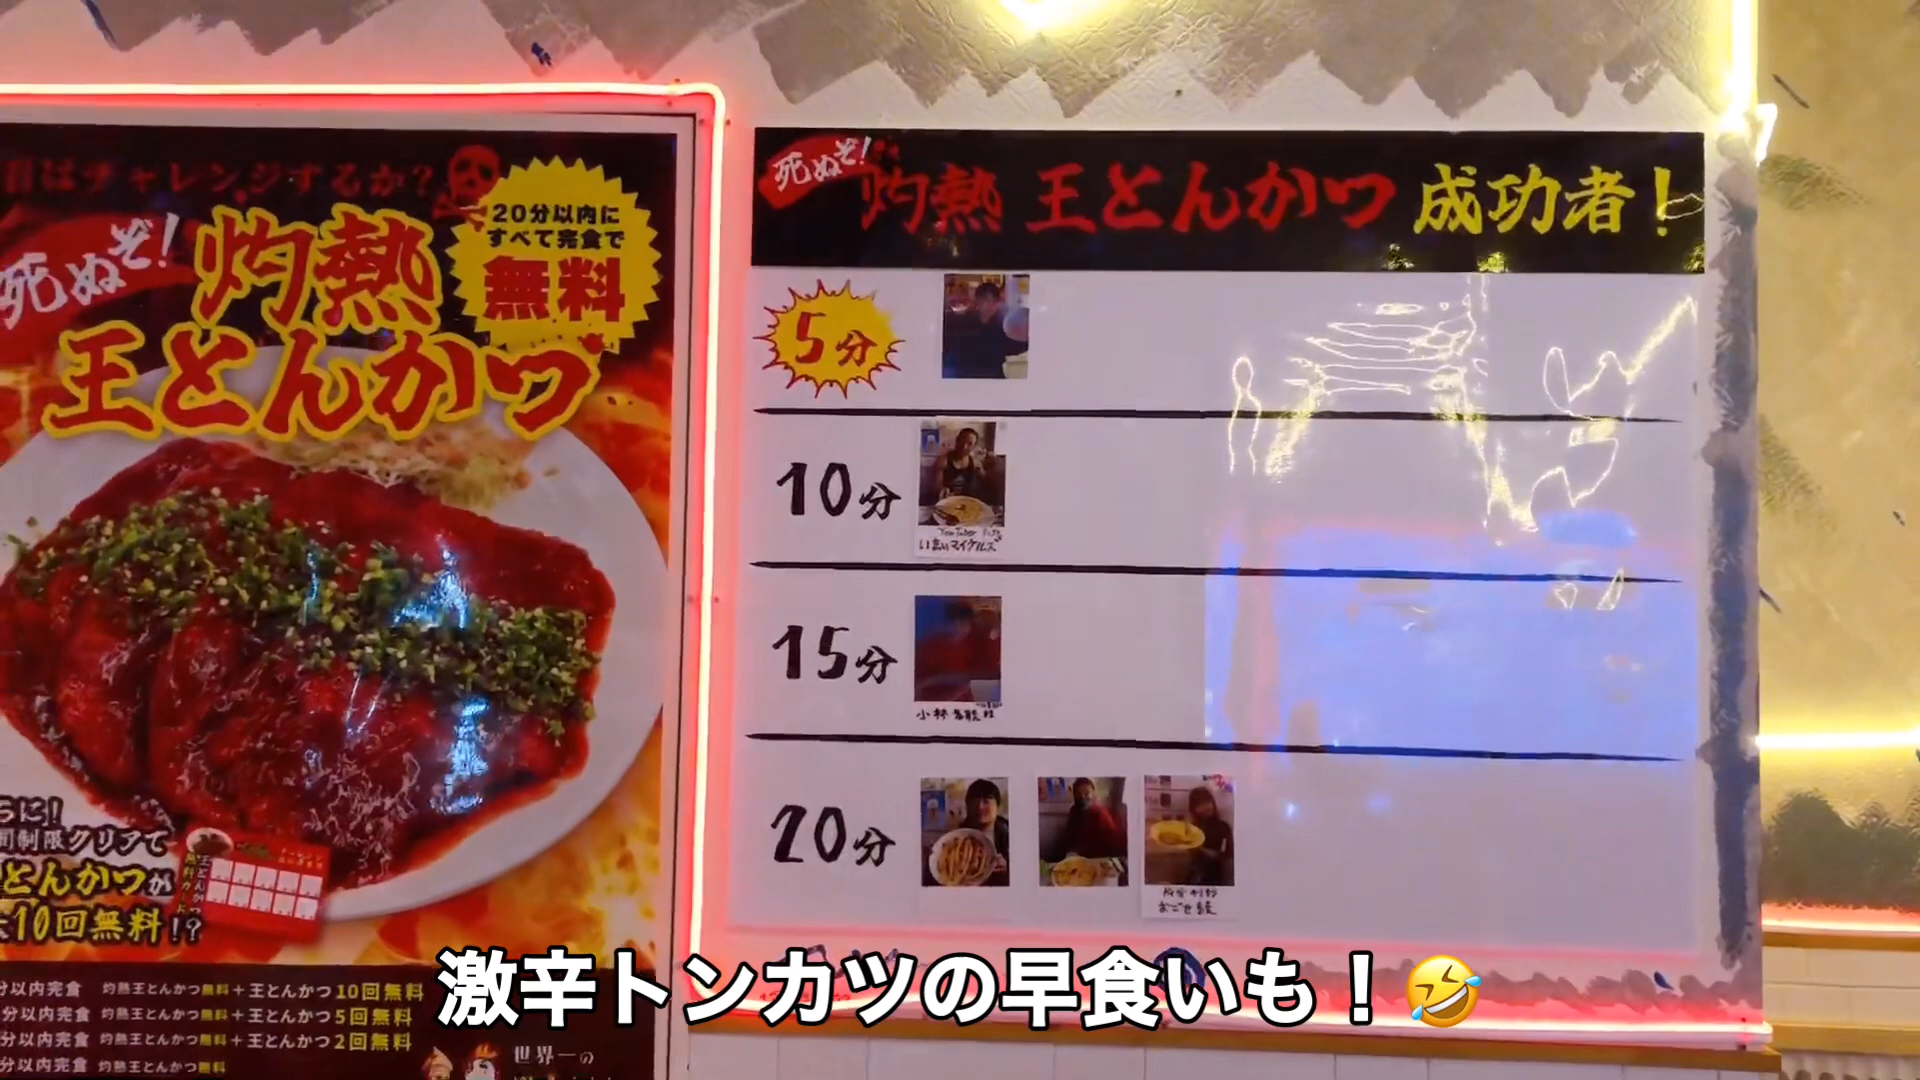 はチャレンジするか?
死ぬぞ!
灼熱
王とんかつ
20分以内に
すべて完食で
無料
らに!
制限クリアで
とんかつが
10回無料!?
分以内完食 灼熱王とんかつ無料+王とんかつ10回無料
分以内完食 灼熱王とんかつ無料+王とんかつ5回無料
分以内完食 灼熱王とんかつ無料+王とんかつ2回無料
分以内完食 灼熱王とんかつ無料
世界一の
死ぬぞ!
灼熱 王とんかつ 成功者!
5分
10分
YouTuber
マイケルズ
15分
小林
20分
激辛トンカツの早食いも!🤣